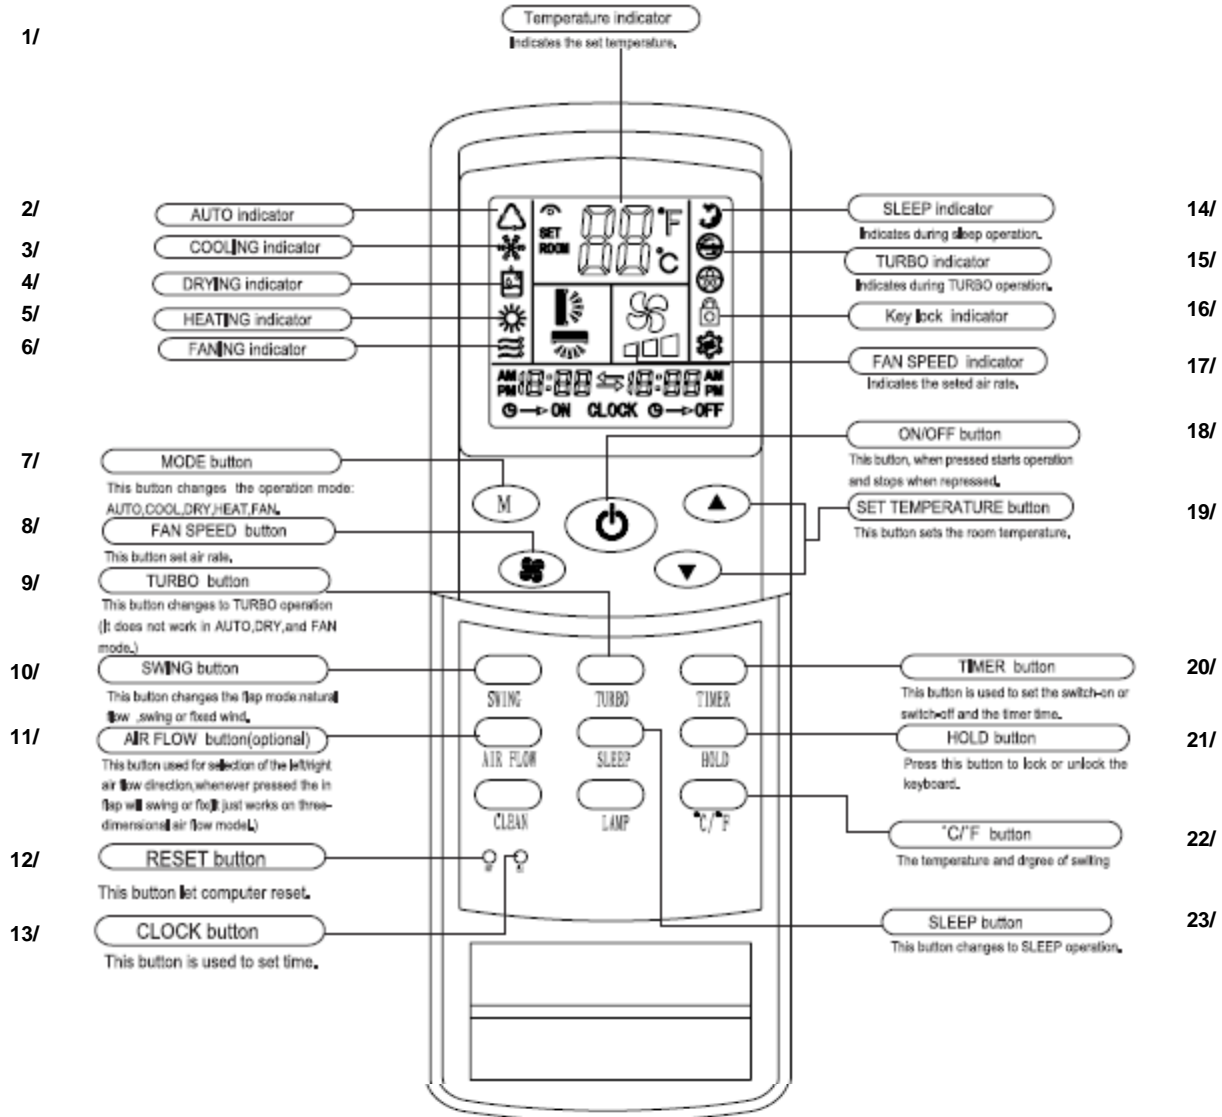 Temperature indicator
Indicates the set temperature.
1/
2/
AUTO indicator
3/
COOLING indicator
4/
DRYING indicator
5/
HEATING indicator
6/
FANING indicator
7/
MODE button
This button changes the operation mode:
AUTO,COOL,DRY,HEAT,FAN.
8/
FAN SPEED button
This button set air rate.
9/
TURBO button
This button changes to TURBO operation
(It does not work in AUTO,DRY,and FAN
mode.)
10/
SWING button
This button changes the flap mode:natural
flow ,swing or fixed wind.
11/
AIR FLOW button(optional)
This button used for selection of the left/right
air flow direction,whenever pressed the in
flap will swing or fix(It just works on three-
dimensional air flow model.)
12/
RESET button
This button let computer reset.
13/
CLOCK button
This button is used to set time.
SET
ROOM
88
°F
°C
AM
PM
18:88
18:88
AM
PM
ON CLOCK OFF
M
SWING TURBO TIMER
AIR FLOW SLEEP HOLD
CLEAN LAMP °C/°F
SLEEP indicator
14/
Indicates during sleep operation.
TURBO indicator
15/
Indicates during TURBO operation.
Key lock indicator
16/
FAN SPEED indicator
17/
Indicates the seted air rate.
ON/OFF button
18/
This button, when pressed starts operation
and stops when repressed.
SET TEMPERATURE button
19/
This button sets the room temperature.
TIMER button
20/
This button is used to set the switch-on or
switch-off and the timer time.
HOLD button
21/
Press this button to lock or unlock the
keyboard.
°C/°F button
22/
The temperature and drgree of swiling
SLEEP button
23/
This button changes to SLEEP operation.